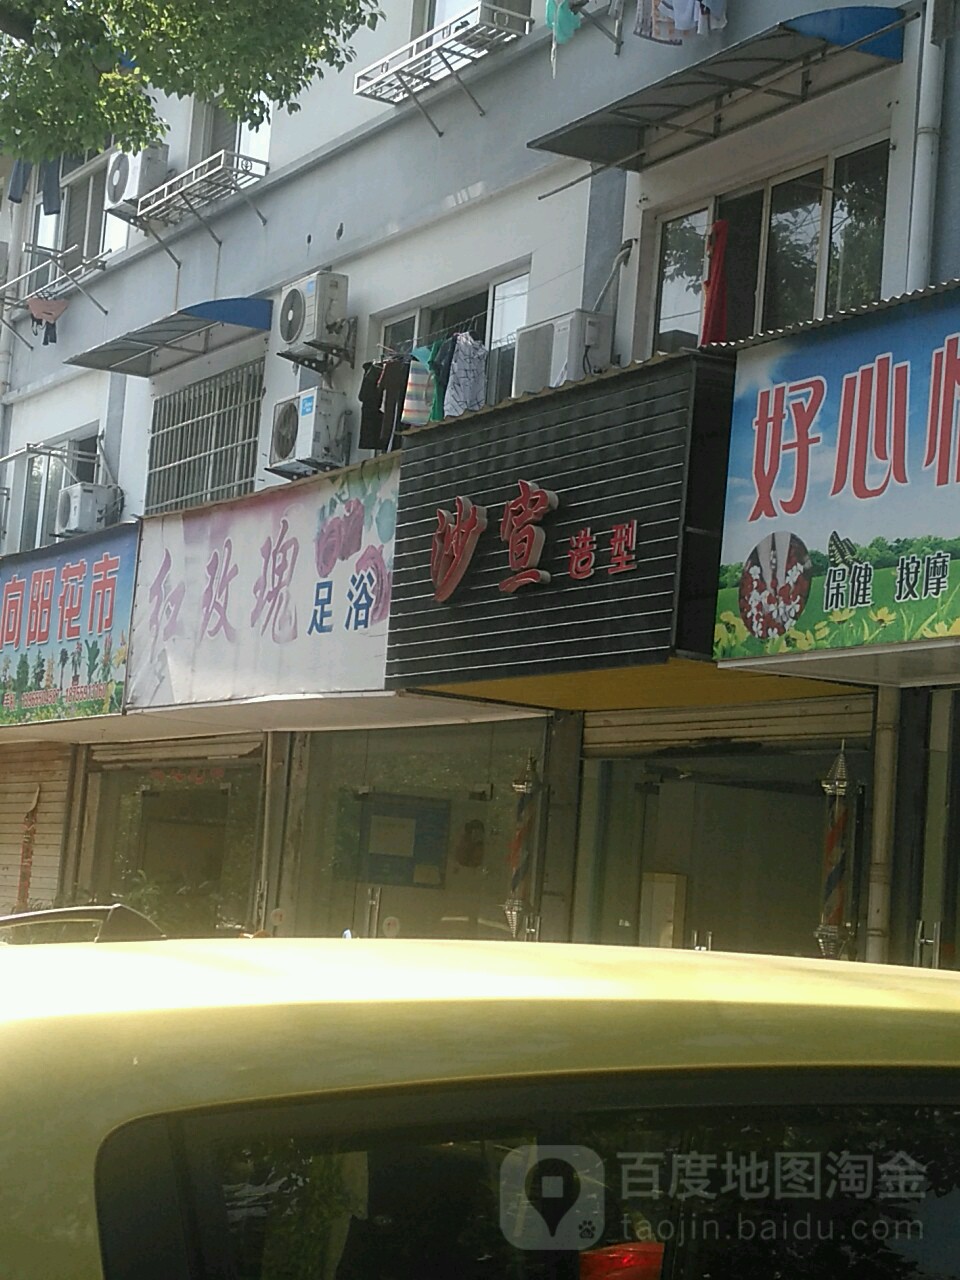 向阳花市
红玫瑰
足浴
沙宣造型
好心情
保健 按摩
百度地图淘金
taojin.baidu.com